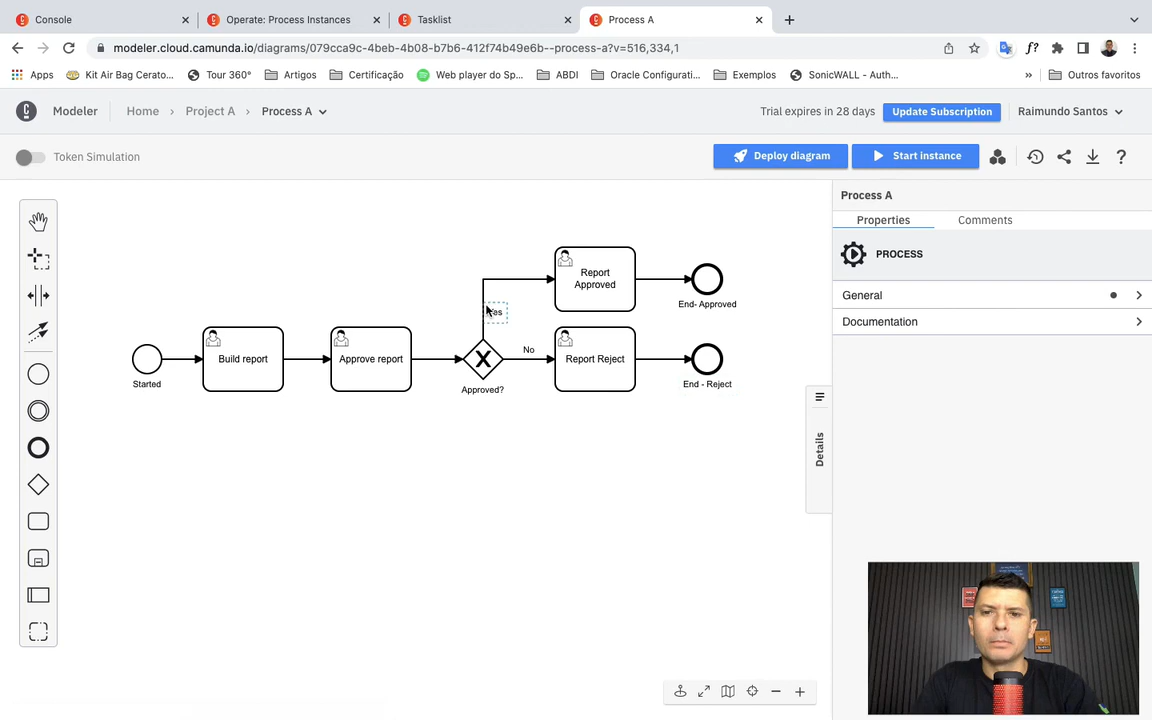 Console
Operate: Process Instances
Tasklist
Process A
modeler.cloud.camunda.io/diagrams/079cca9c-4beb-4b08-b7b6-412f74b49e6b--process-a?v=516,334,1
Apps
Kit Air Bag Cerato...
Tour 360°
Artigos
Certificação
Web player do Sp...
ABDI
Oracle Configurati...
Exemplos
SonicWALL - Auth...
»
Outros favoritos
Modeler
Home
Project A
Process A
Trial expires in 28 days
Update Subscription
Raimundo Santos
Token Simulation
Deploy diagram
Start instance
Process A
Properties
Comments
PROCESS
General
Documentation
Details
Report
Approved
End- Approved
No
Build report
Approve report
X
Report Reject
Started
Approved?
End - Reject